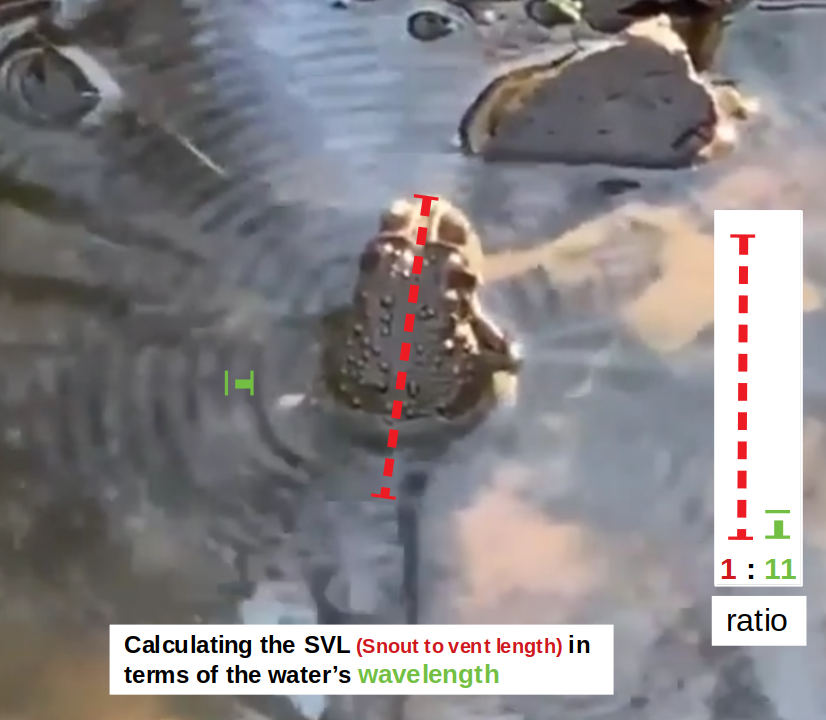 1 : 11
ratio
Calculating the SVL (Snout to vent length) in
terms of the water’s wavelength